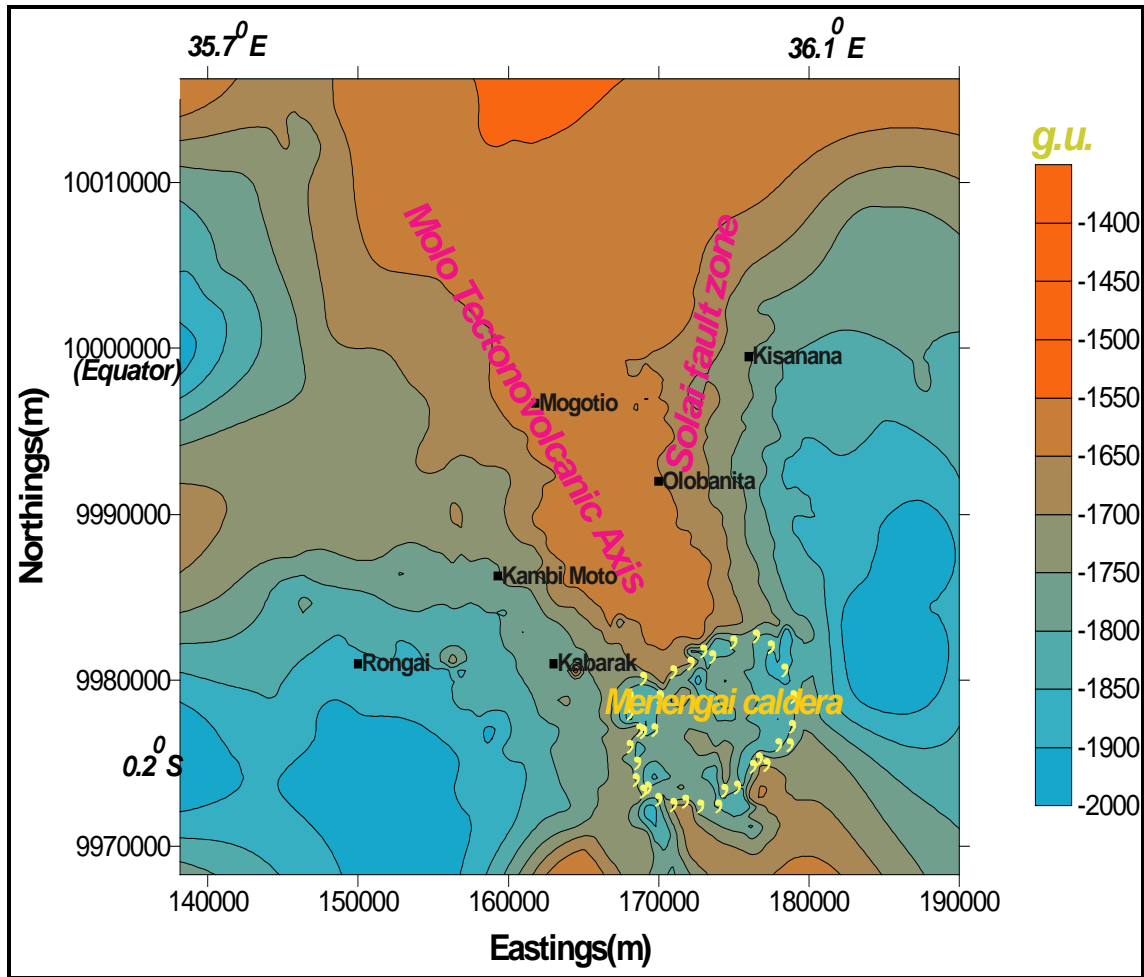 35.7⁰ E
36.1⁰ E
g.u.
Northings(m)
10010000
10000000
(Equator)
9990000
9980000
0.2⁰ S
9970000
Molo Tectonovolcanic Axis
Solai fault zone
Kisanana
Mogotio
Olobanita
Kambi Moto
Rongai
Kabarak
Menengai caldera
-1400
-1450
-1500
-1550
-1650
-1700
-1750
-1800
-1850
-1900
-2000
140000
150000
160000
170000
180000
190000
Eastings(m)